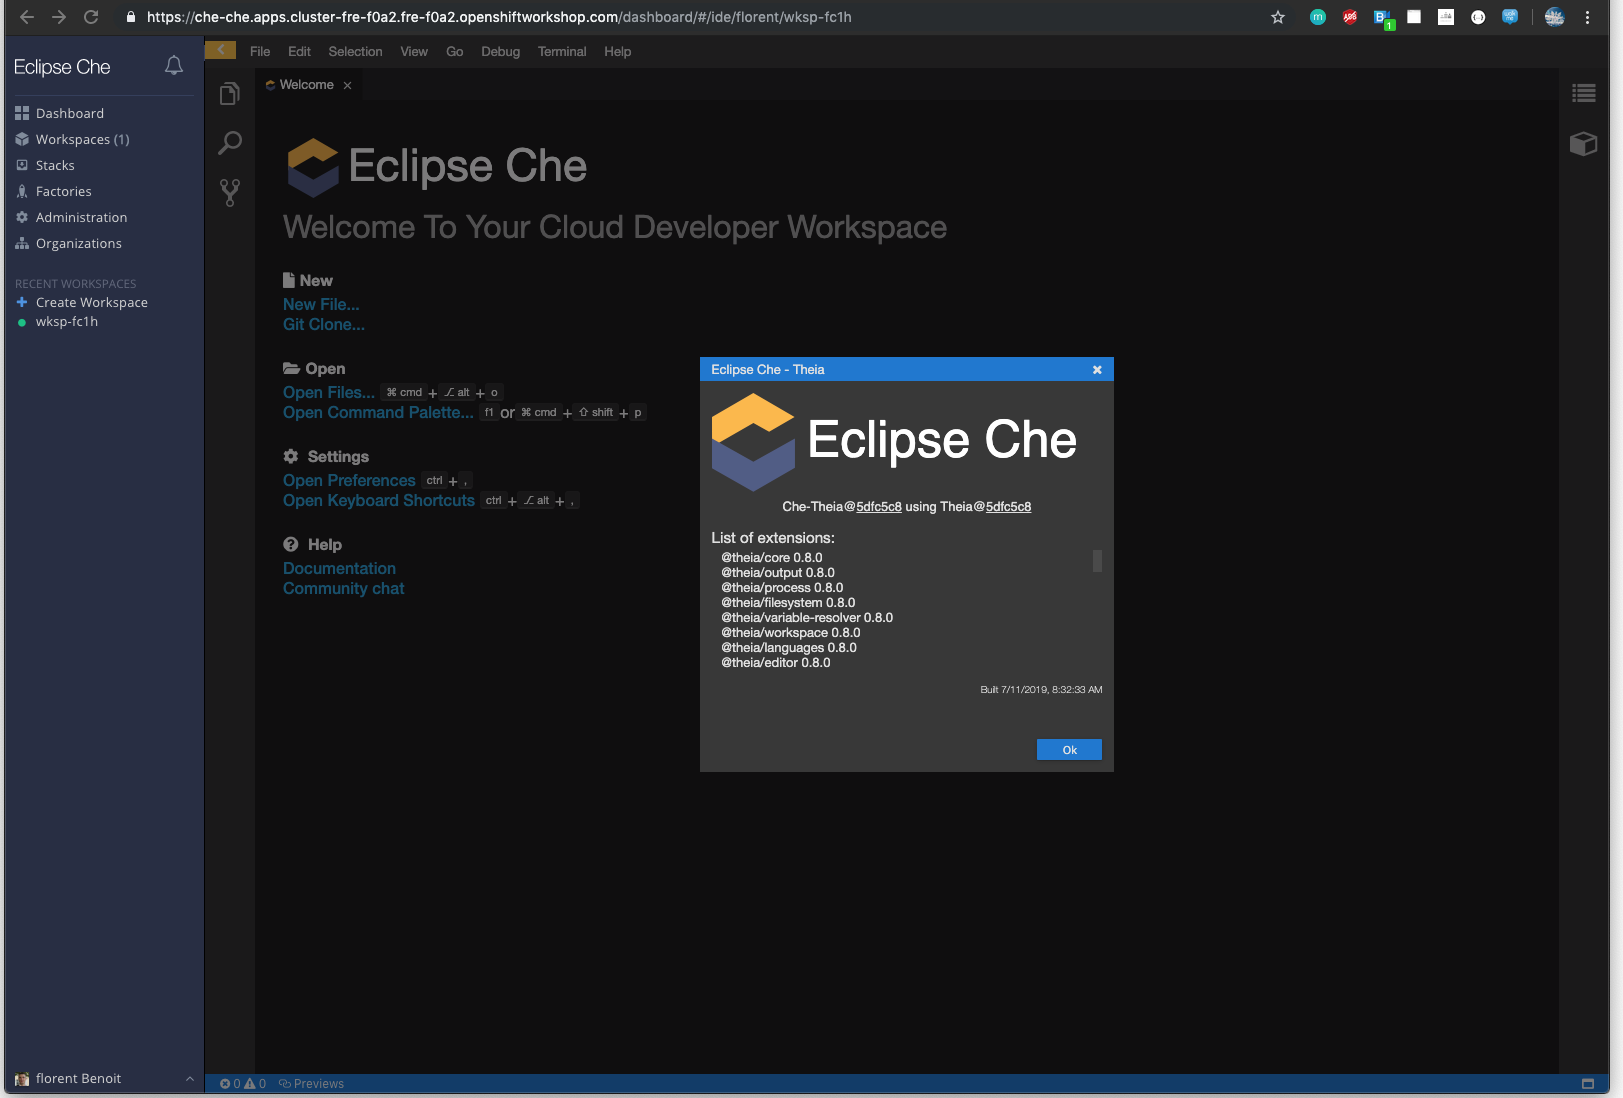 https://che-che.apps.cluster-fre-f0a2.fre-f0a2.openshiftworkshop.com/dashboard/#/ide/florent/wksp-fc1h
Eclipse Che
Dashboard
Workspaces (1)
Stacks
Factories
Administration
Organizations
RECENT WORKSPACES
Create Workspace
wksp-fc1h
florent Benoit
File Edit Selection View Go Debug Terminal Help
Welcome
Eclipse Che
Welcome To Your Cloud Developer Workspace
New
New File...
Git Clone...
Open
Open Files... ⌘ cmd + ⌥ alt + o
Open Command Palette... f1 or ⌘ cmd + ⇧ shift + p
Settings
Open Preferences ctrl + ,
Open Keyboard Shortcuts ctrl + ⌥ alt + ,
Help
Documentation
Community chat
Eclipse Che - Theia
Eclipse Che
Che-Theia@5dfc5c8 using Theia@5dfc5c8
List of extensions:
@theia/core 0.8.0
@theia/output 0.8.0
@theia/process 0.8.0
@theia/filesystem 0.8.0
@theia/variable-resolver 0.8.0
@theia/workspace 0.8.0
@theia/languages 0.8.0
@theia/editor 0.8.0
Built 7/11/2019, 8:32:33 AM
Ok
0 0 Previews